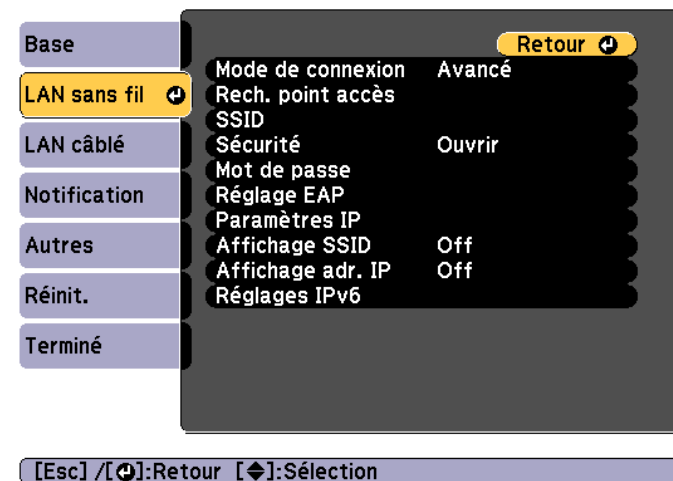 Base
LAN sans fil
LAN câblé
Notification
Autres
Réinit.
Terminé
Retour
Mode de connexion Avancé
Rech. point accès
SSID
Sécurité Ouvrir
Mot de passe
Réglage EAP
Paramètres IP
Affichage SSID Off
Affichage adr. IP Off
Réglages IPv6
[Esc] /[⏎]:Retour [◆]:Sélection